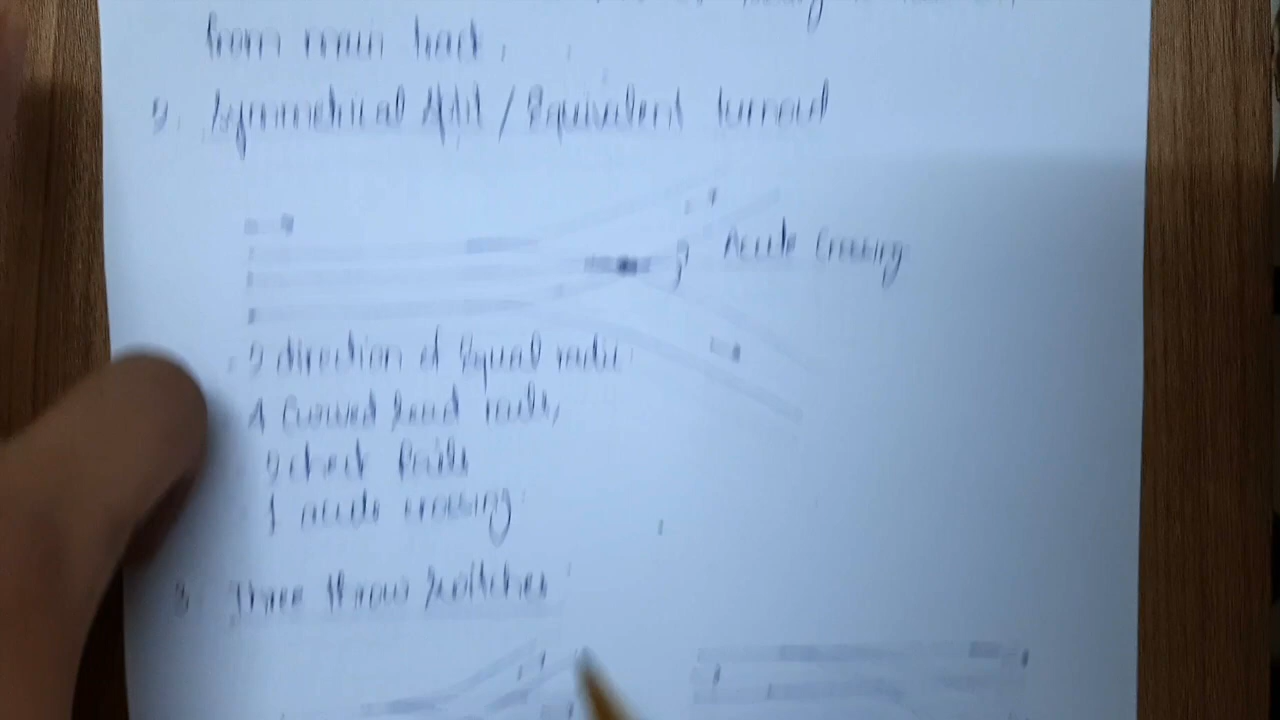 from main track,
2. Symmetrical split / Equivalent turnout
Acute Crossing
2 direction of Equal radii
4 Curved lead rails,
2 check Rails
1 acute crossing
3. Three throw switches